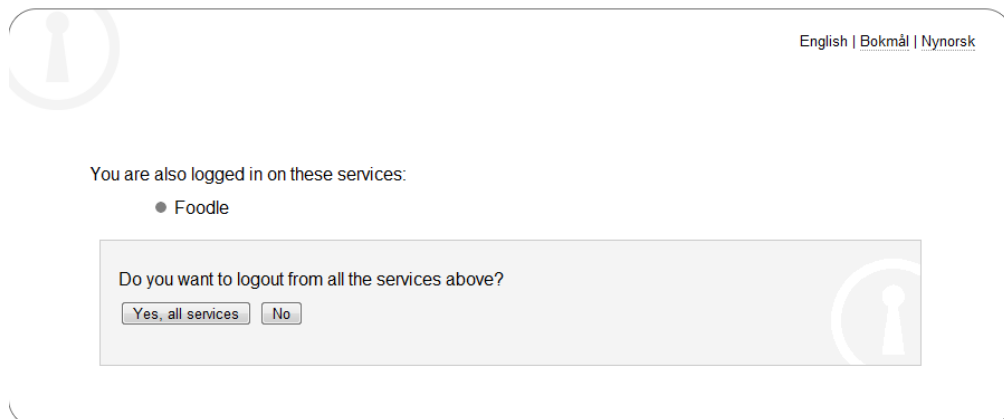 English | Bokmål | Nynorsk
You are also logged in on these services:
Foodle
Do you want to logout from all the services above?
Yes, all services No